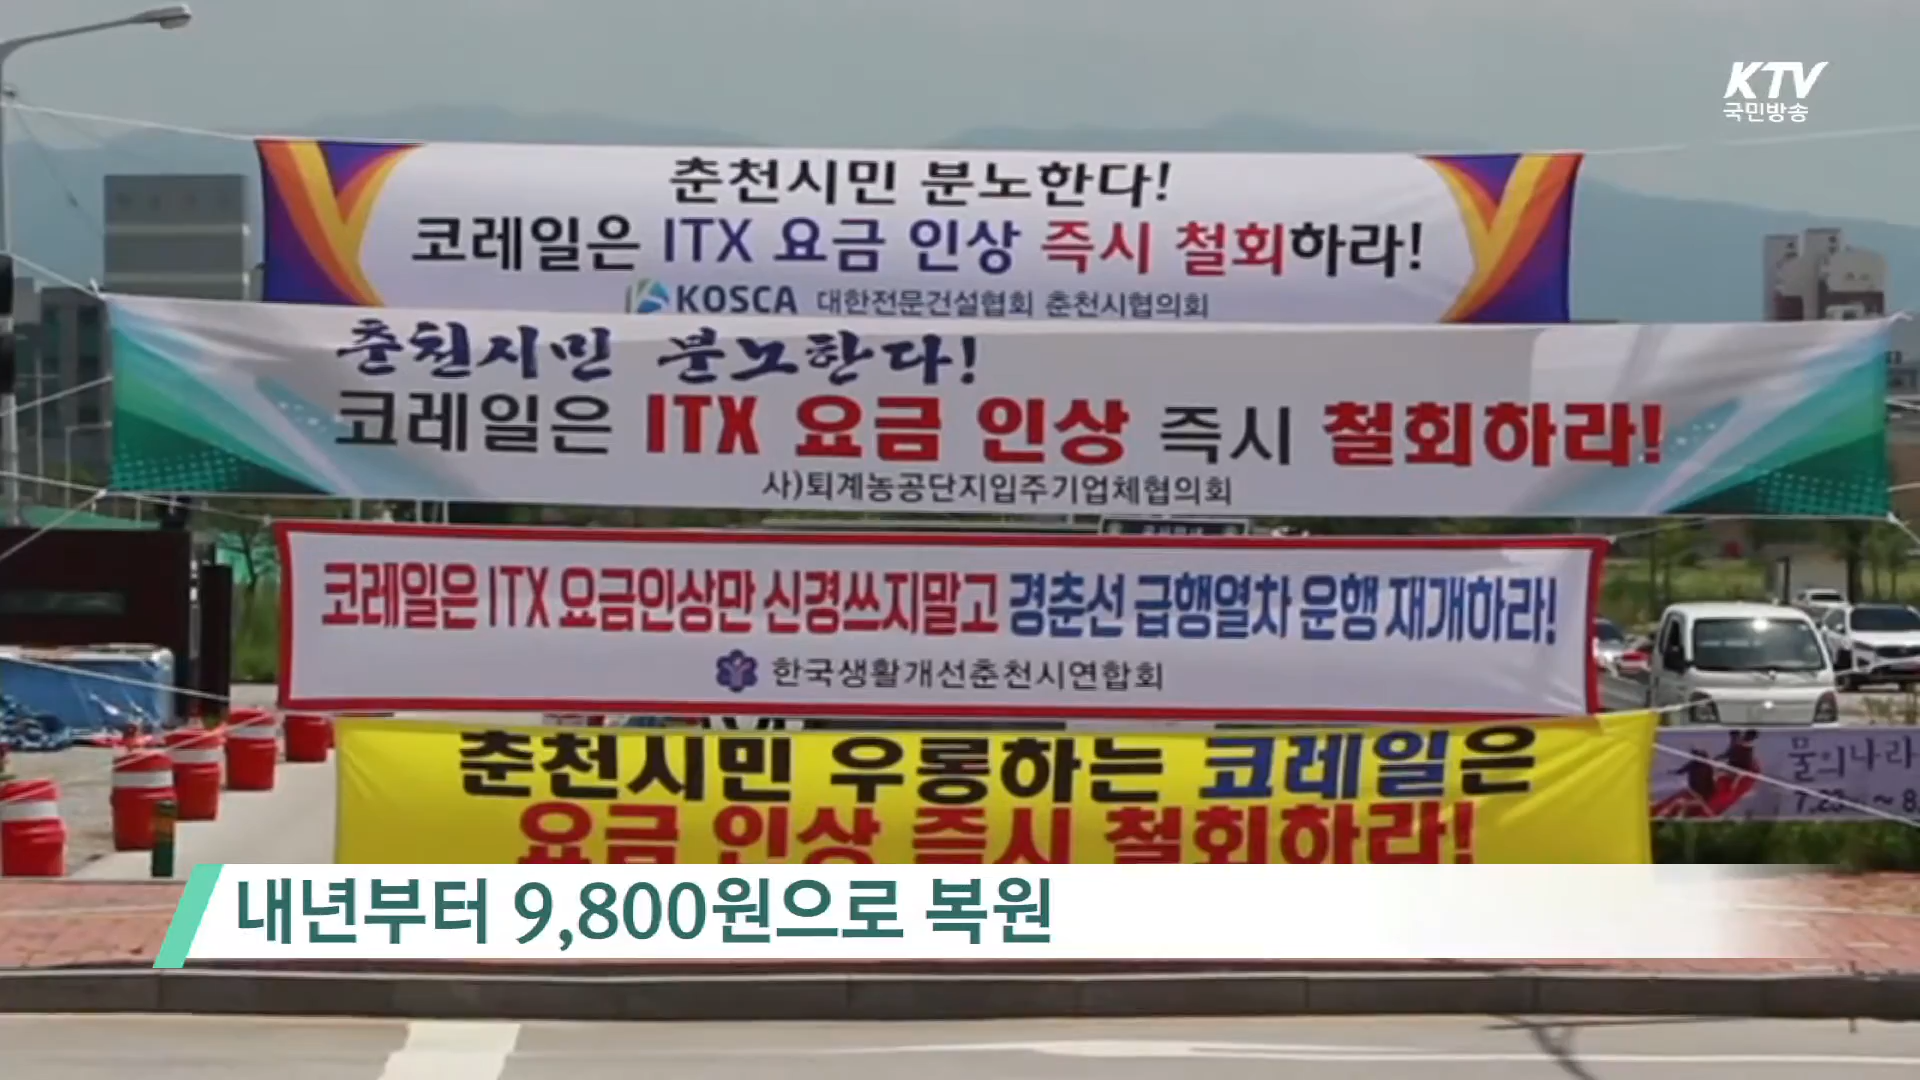 KTV
국민방송
춘천시민 분노한다!
코레일은 ITX 요금 인상 즉시 철회하라!
KOSCA 대한전문건설협회 춘천시협의회
춘천시민 분노한다!
코레일은 ITX 요금 인상 즉시 철회하라!
사)퇴계농공단지입주기업체협의회
코레일은 ITX 요금인상만 신경쓰지말고 경춘선 급행열차 운행 재개하라!
한국생활개선춘천시연합회
춘천시민 우롱하는 코레일은
요금 인상 즉시 철회하라!
물의나라
7.23 ~ 8.
내년부터 9,800원으로 복원